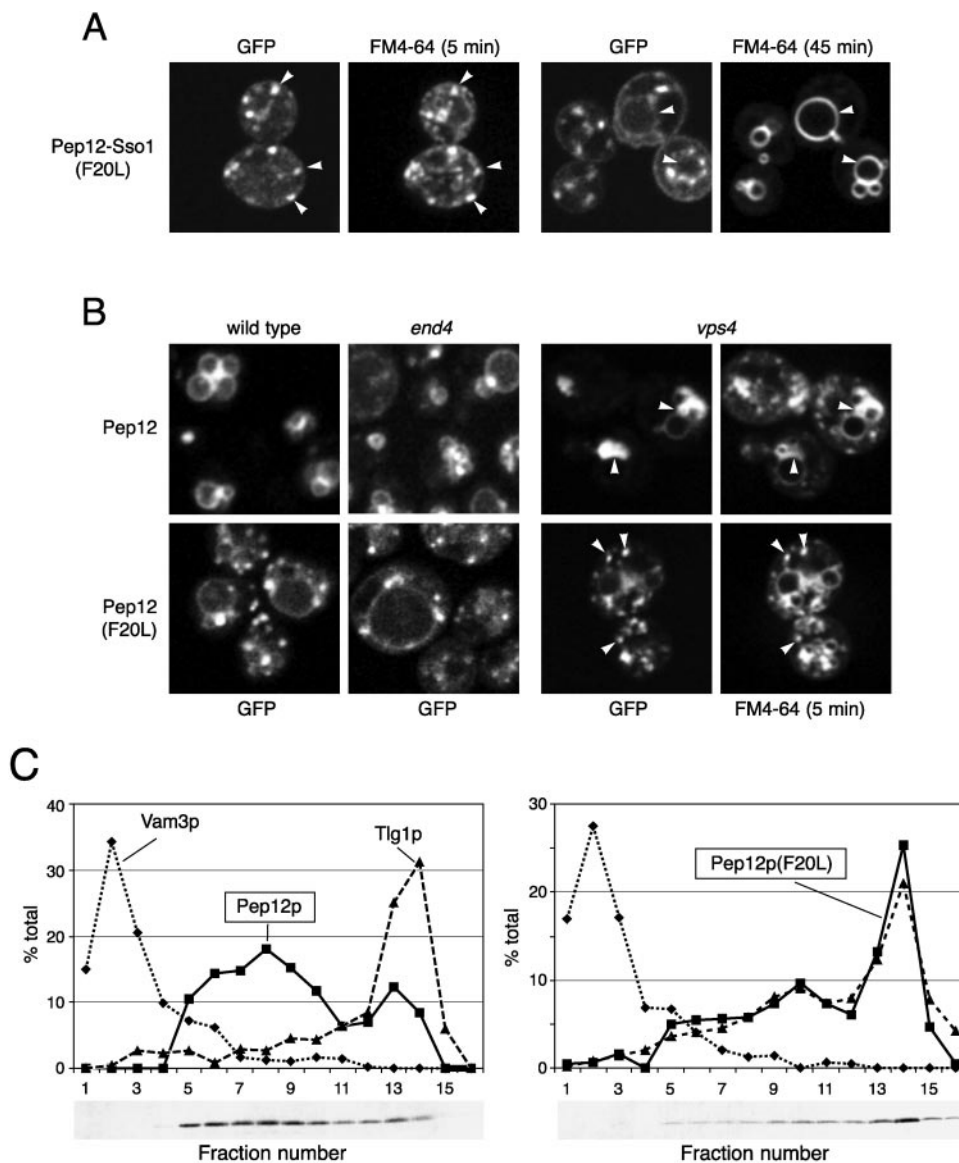 A
GFP FM4-64 (5 min) GFP FM4-64 (45 min)
Pep12-Sso1
(F20L)
B
wild type end4 vps4
Pep12
Pep12
(F20L)
GFP GFP GFP FM4-64 (5 min)
C
40
30
20
10
0
% total
Vam3p
Tlg1p
Pep12p
1 3 5 7 9 11 13 15
Fraction number
30
20
10
0
% total
Pep12p(F20L)
1 3 5 7 9 11 13 15
Fraction number